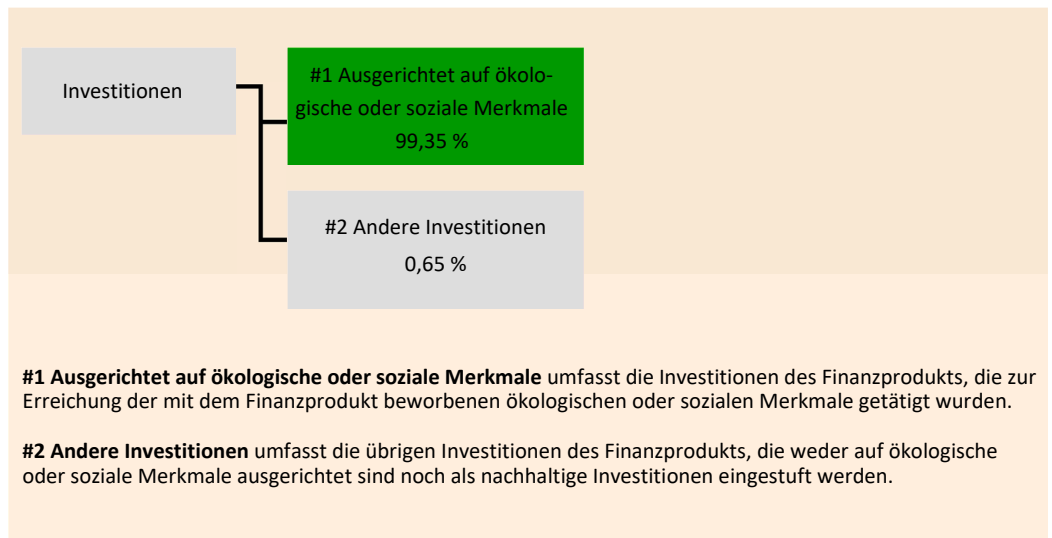 Investitionen
#1 Ausgerichtet auf ökolo-
gische oder soziale Merkmale
99,35 %
#2 Andere Investitionen
0,65 %
#1 Ausgerichtet auf ökologische oder soziale Merkmale umfasst die Investitionen des Finanzprodukts, die zur
Erreichung der mit dem Finanzprodukt beworbenen ökologischen oder sozialen Merkmale getätigt wurden.
#2 Andere Investitionen umfasst die übrigen Investitionen des Finanzprodukts, die weder auf ökologische
oder soziale Merkmale ausgerichtet sind noch als nachhaltige Investitionen eingestuft werden.